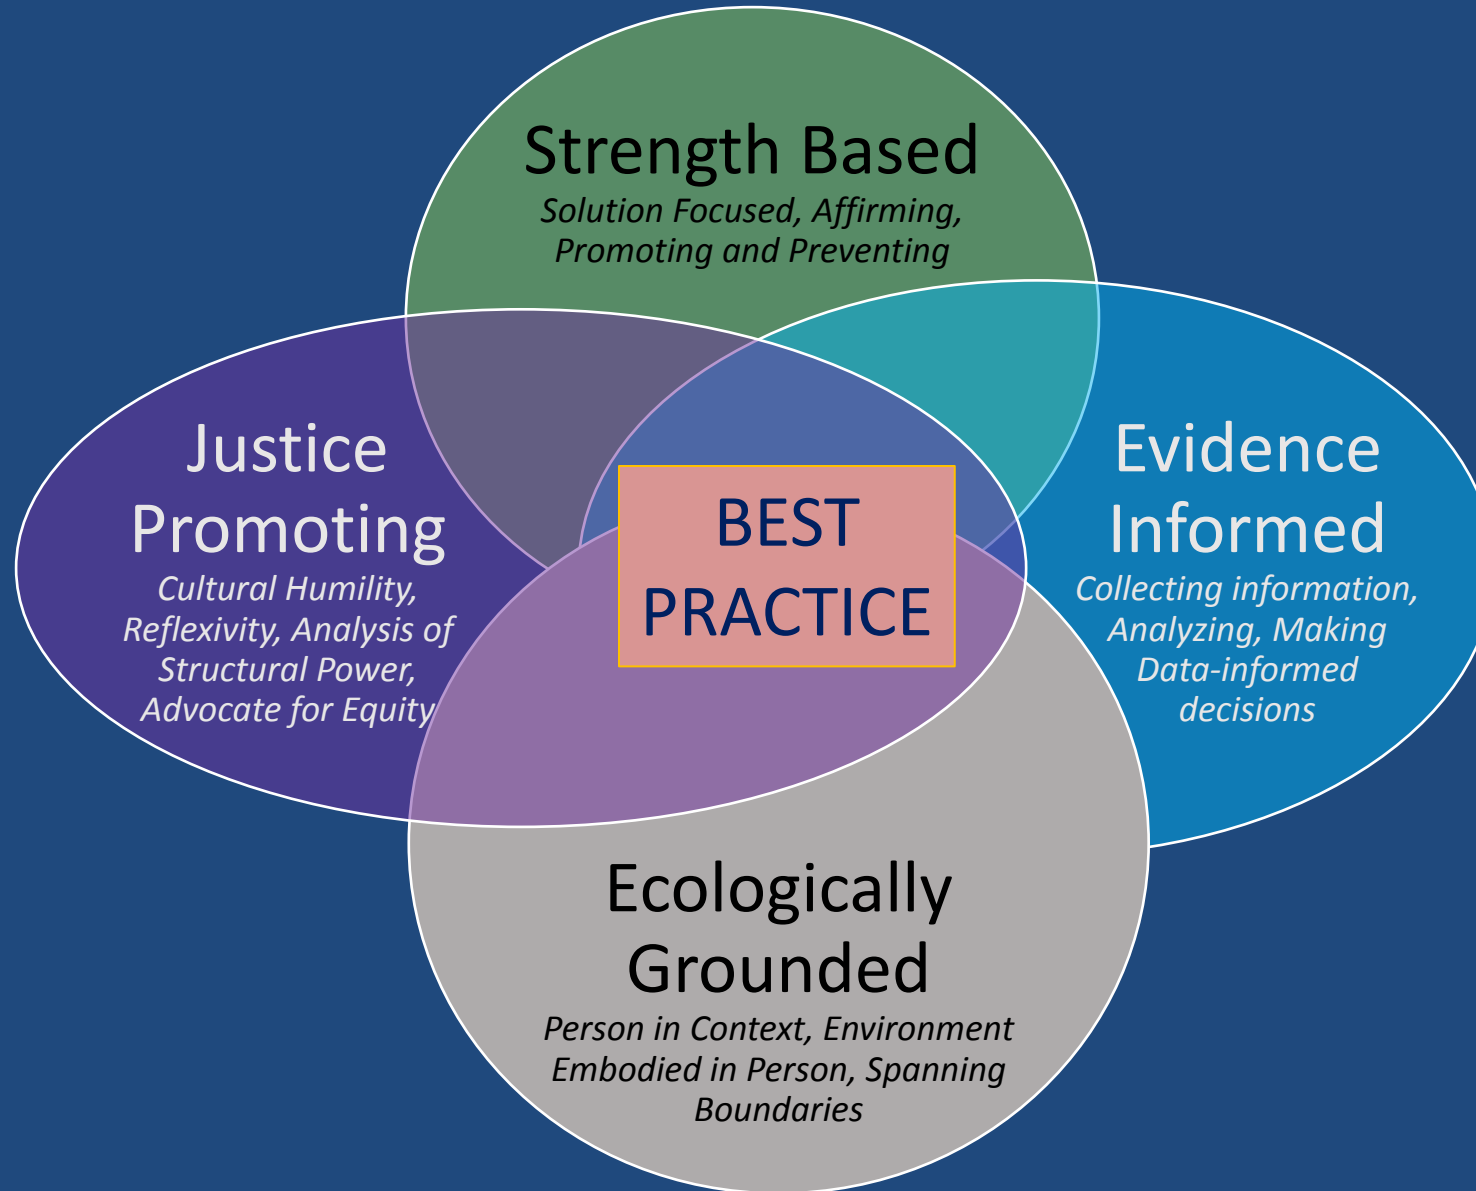 Strength Based
Solution Focused, Affirming,
Promoting and Preventing
Justice
Promoting
Cultural Humility,
Reflexivity, Analysis of
Structural Power,
Advocate for Equity
BEST
PRACTICE
Evidence
Informed
Collecting information,
Analyzing, Making
Data-informed
decisions
Ecologically
Grounded
Person in Context, Environment
Embodied in Person, Spanning
Boundaries